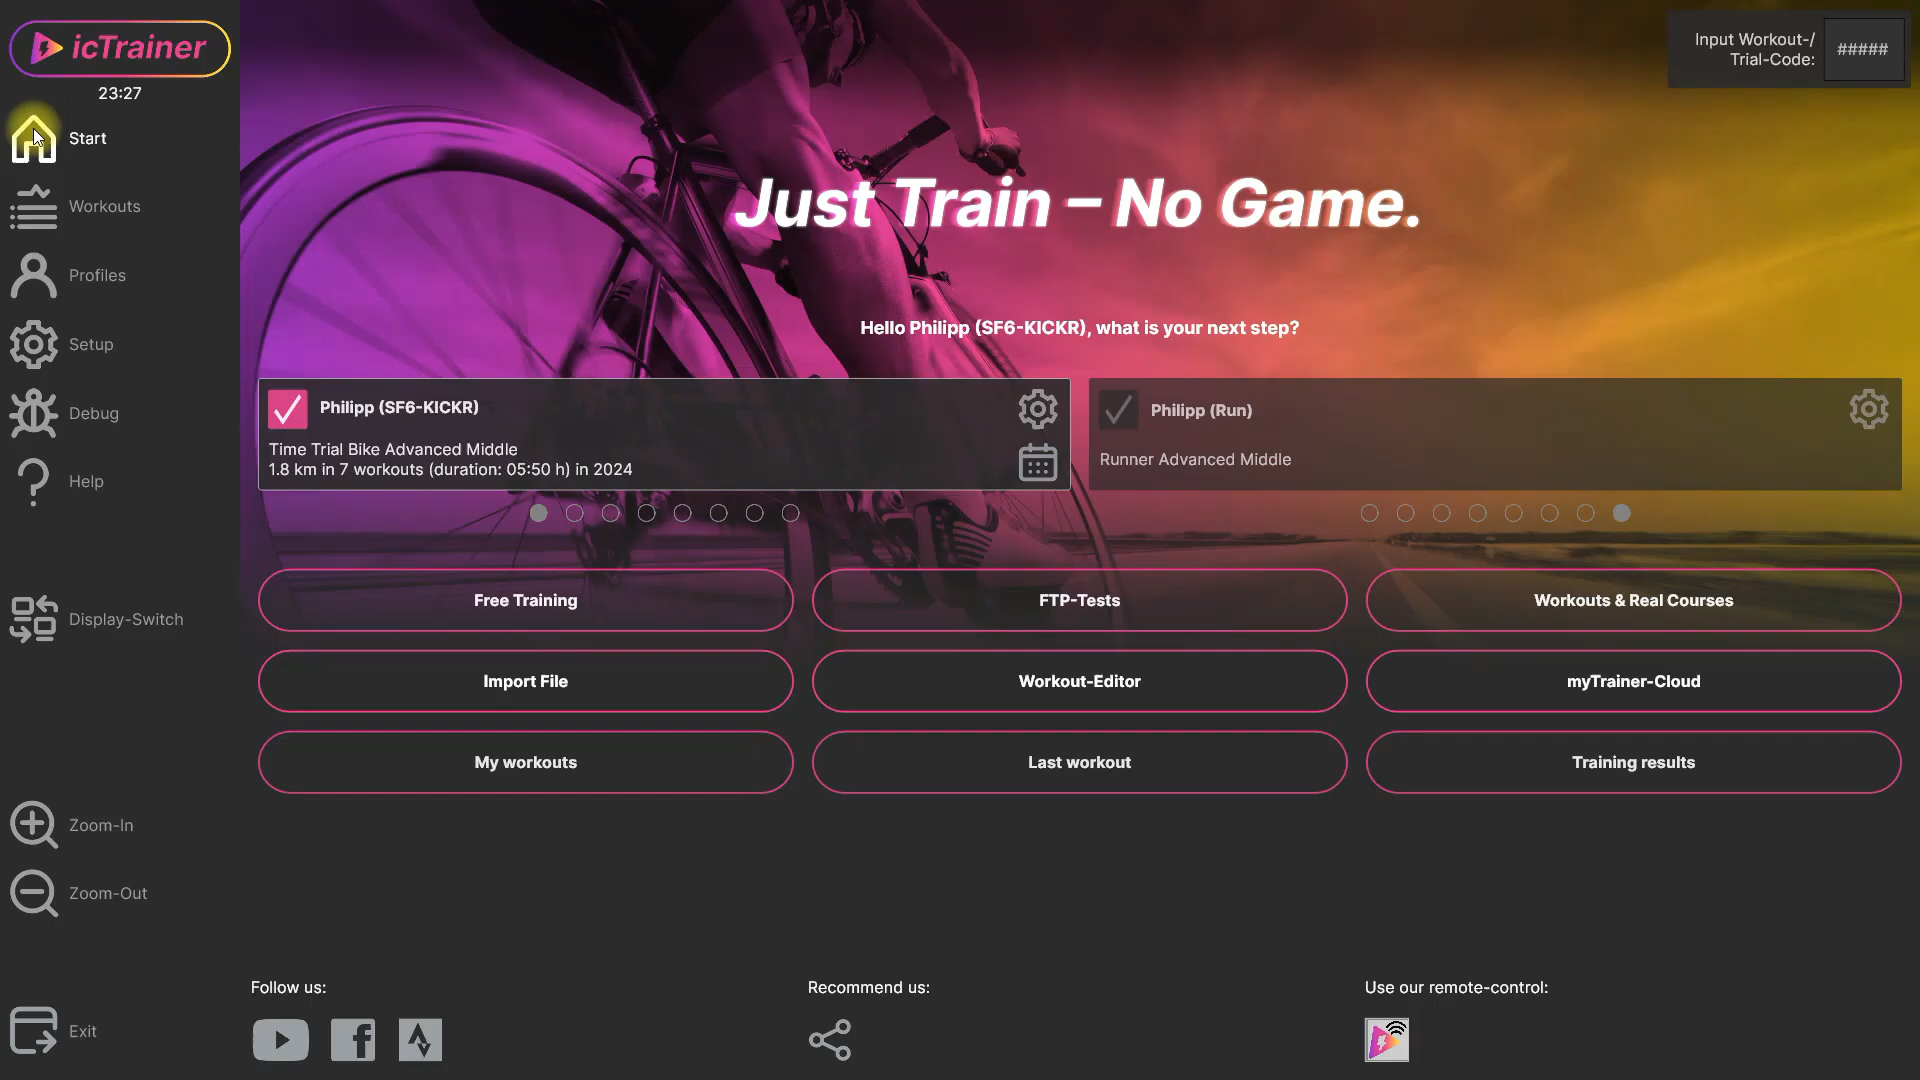 icTrainer
23:27
Start
Workouts
Profiles
Setup
Debug
Help
Display-Switch
Zoom-In
Zoom-Out
Exit
Input Workout-/
Trial-Code:
#####
Just Train – No Game.
Hello Philipp (SF6-KICKR), what is your next step?
Philipp (SF6-KICKR)
Time Trial Bike Advanced Middle
1.8 km in 7 workouts (duration: 05:50 h) in 2024
Philipp (Run)
Runner Advanced Middle
Free Training
FTP-Tests
Workouts & Real Courses
Import File
Workout-Editor
myTrainer-Cloud
My workouts
Last workout
Training results
Follow us:
Recommend us:
Use our remote-control: